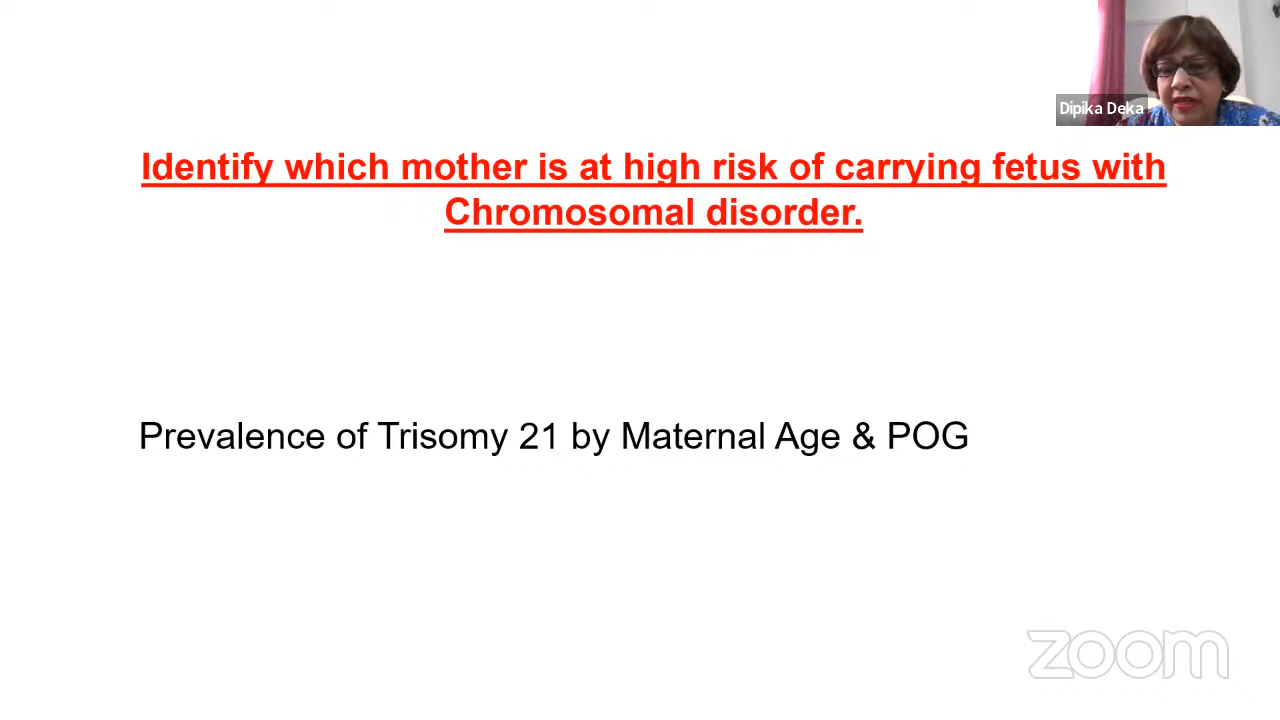 Dipika Deka
Identify which mother is at high risk of carrying fetus with
Chromosomal disorder.
Prevalence of Trisomy 21 by Maternal Age & POG
zoom